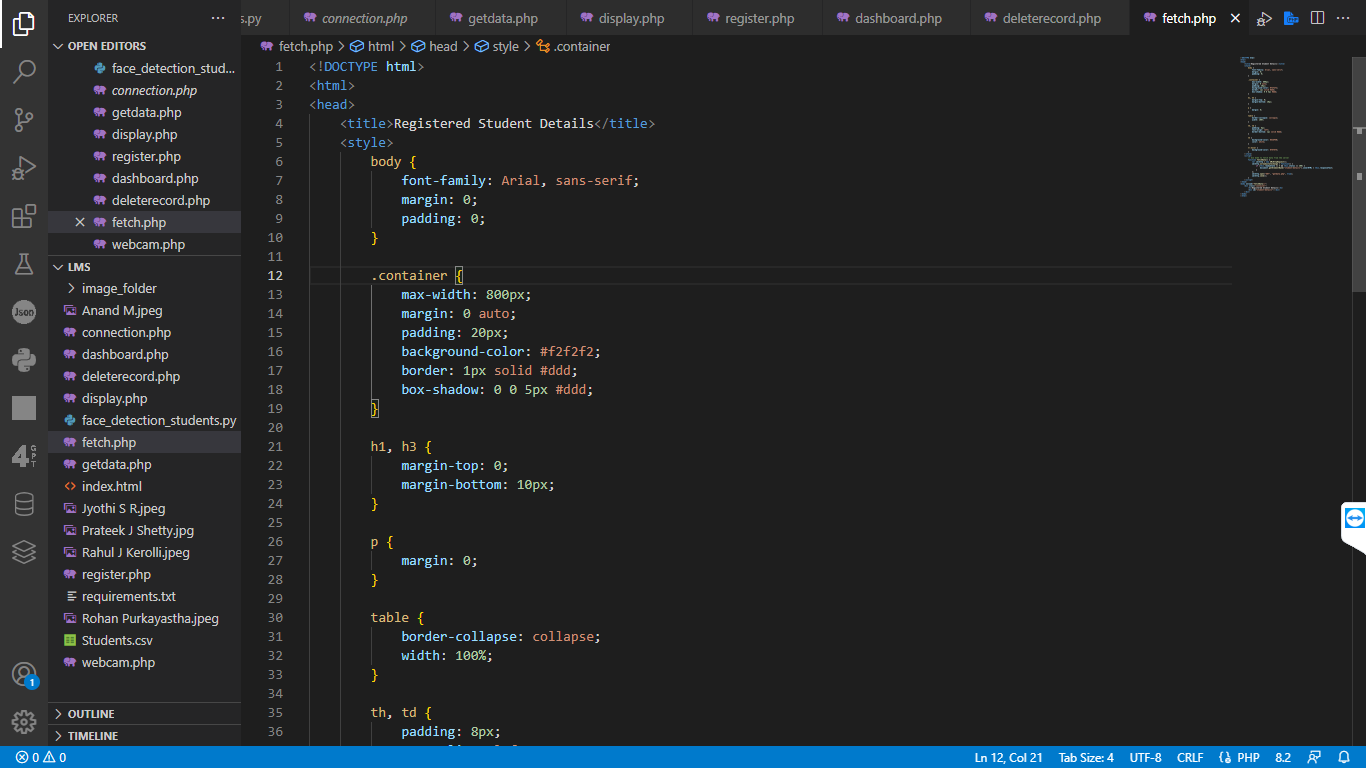 EXPLORER
···
s.py
connection.php
getdata.php
display.php
register.php
dashboard.php
deleterecord.php
fetch.php
OPEN EDITORS
face_detection_stud...
connection.php
getdata.php
display.php
register.php
dashboard.php
deleterecord.php
fetch.php
webcam.php
LMS
image_folder
Anand M.jpeg
connection.php
dashboard.php
deleterecord.php
display.php
face_detection_students.py
fetch.php
getdata.php
index.html
Jyothi S R.jpeg
Prateek J Shetty.jpg
Rahul J Kerolli.jpeg
register.php
requirements.txt
Rohan Purkayastha.jpeg
Students.csv
webcam.php
OUTLINE
TIMELINE
Json
4 GPT
1
fetch.php > html > head > style > .container
1 <!DOCTYPE html>
2 <html>
3 <head>
4 <title>Registered Student Details</title>
5 <style>
6 body {
7 font-family: Arial, sans-serif;
8 margin: 0;
9 padding: 0;
10 }
11
12 .container {
13 max-width: 800px;
14 margin: 0 auto;
15 padding: 20px;
16 background-color: #f2f2f2;
17 border: 1px solid #ddd;
18 box-shadow: 0 0 5px #ddd;
19 }
20
21 h1, h3 {
22 margin-top: 0;
23 margin-bottom: 10px;
24 }
25
26 p {
27 margin: 0;
28 }
29
30 table {
31 border-collapse: collapse;
32 width: 100%;
33 }
34
35 th, td {
36 padding: 8px;
0 0 Ln 12, Col 21 Tab Size: 4 UTF-8 CRLF PHP 8.2